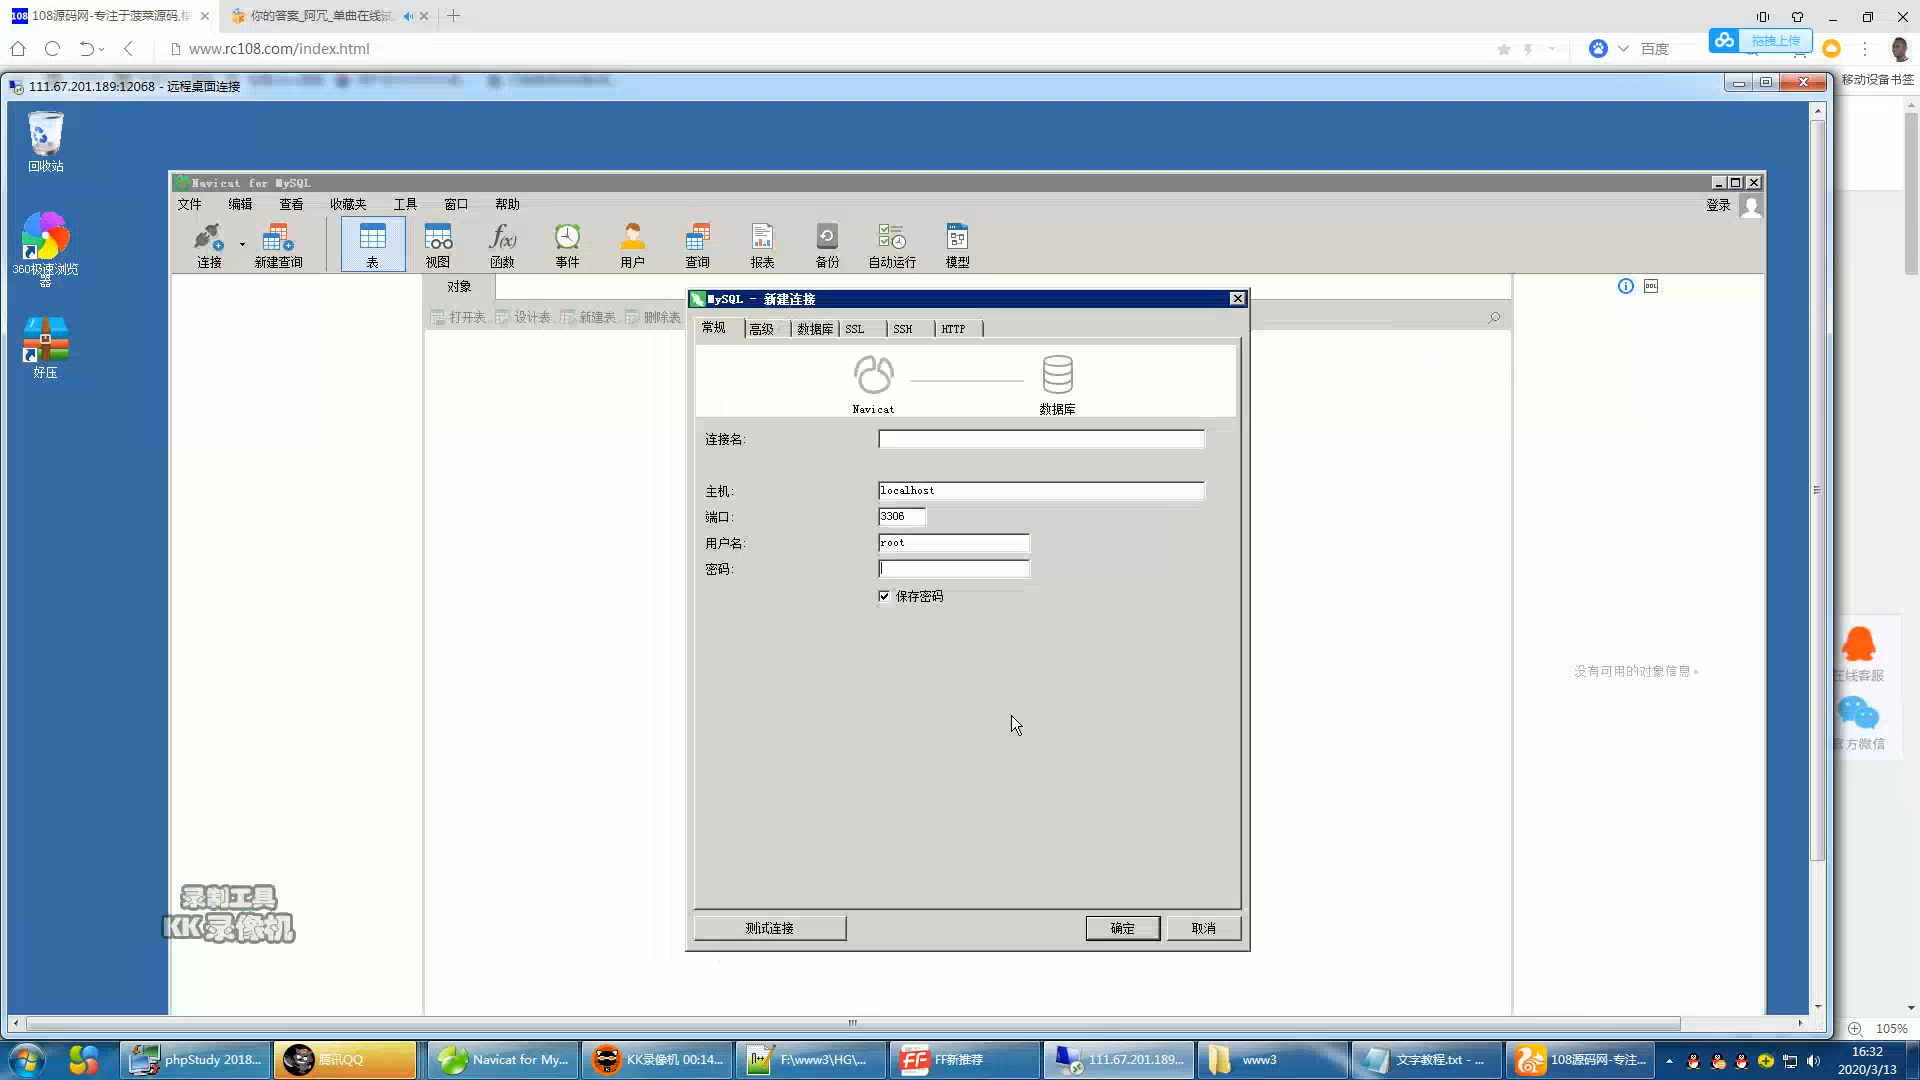 108源码网-专注于菠菜源码,棋
你的答案_阿冗_单曲在线试
www.rc108.com/index.html
百度
拖拽上传
111.67.201.189:12068 - 远程桌面连接
移动设备书签
回收站
360极速浏览器
好压
Navicat for MySQL
文件 编辑 查看 收藏夹 工具 窗口 帮助
登录
连接 新建查询 表 视图 函数 事件 用户 查询 报表 备份 自动运行 模型
对象
打开表 设计表 新建表 删除表
MySQL - 新建连接
常规 高级 数据库 SSL SSH HTTP
Navicat 数据库
连接名:
主机: localhost
端口: 3306
用户名: root
密码:
保存密码
测试连接 确定 取消
没有可用的对象信息。
在线客服
官方微信
录制工具
KK录像机
105%
phpStudy 2018...
腾讯QQ
Navicat for My...
KK录像机 00:14...
F:\www3\HG\...
FF新推荐
111.67.201.189...
www3
文字教程.txt - ...
108源码网-专注...
16:32
2020/3/13